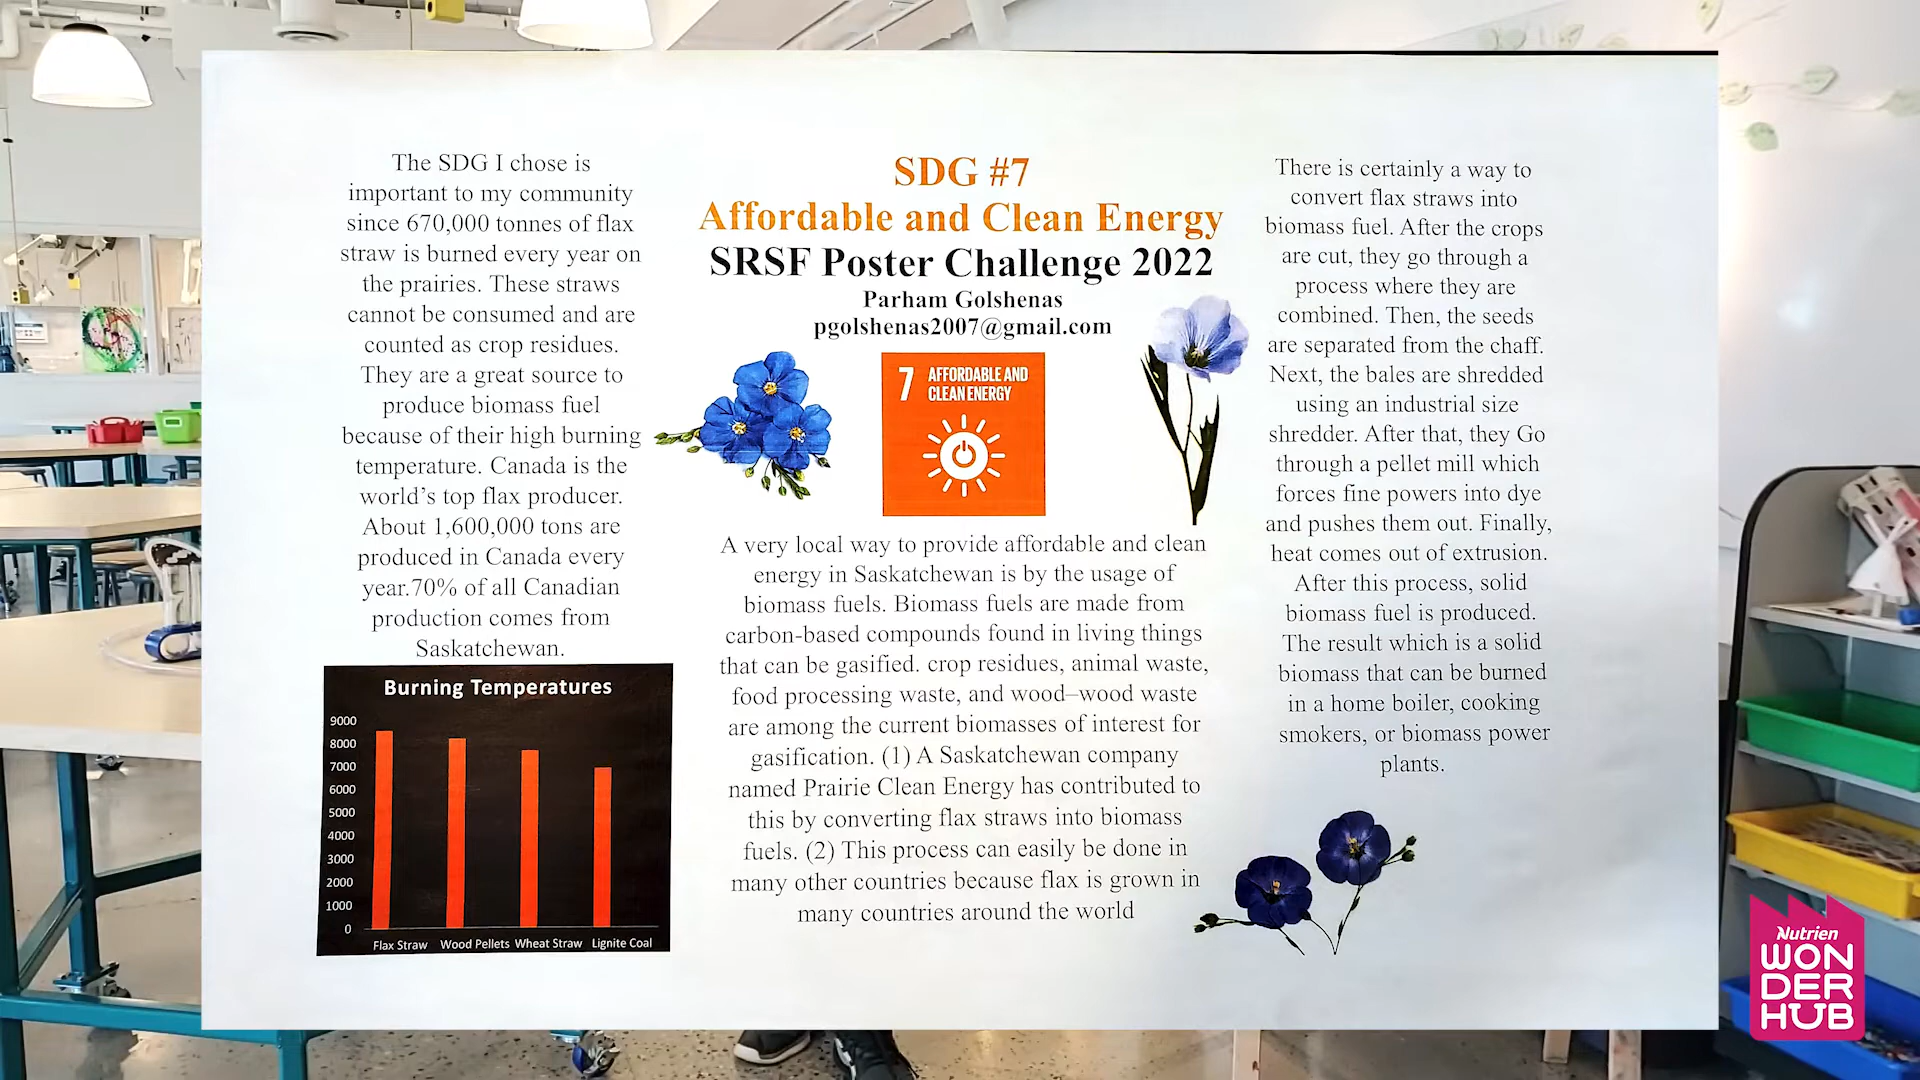 The SDG I chose is
important to my community
since 670,000 tonnes of flax
straw is burned every year on
the prairies. These straws
cannot be consumed and are
counted as crop residues.
They are a great source to
produce biomass fuel
because of their high burning
temperature. Canada is the
world's top flax producer.
About 1,600,000 tons are
produced in Canada every
year.70% of all Canadian
production comes from
Saskatchewan.
Burning Temperatures
9000
8000
7000
6000
5000
4000
3000
2000
1000
0
Flax Straw Wood Pellets Wheat Straw Lignite Coal
SDG #7
Affordable and Clean Energy
SRSF Poster Challenge 2022
Parham Golshenas
pgolshenas2007@gmail.com
7 AFFORDABLE AND
CLEAN ENERGY
A very local way to provide affordable and clean
energy in Saskatchewan is by the usage of
biomass fuels. Biomass fuels are made from
carbon-based compounds found in living things
that can be gasified. crop residues, animal waste,
food processing waste, and wood–wood waste
are among the current biomasses of interest for
gasification. (1) A Saskatchewan company
named Prairie Clean Energy has contributed to
this by converting flax straws into biomass
fuels. (2) This process can easily be done in
many other countries because flax is grown in
many countries around the world
There is certainly a way to
convert flax straws into
biomass fuel. After the crops
are cut, they go through a
process where they are
combined. Then, the seeds
are separated from the chaff.
Next, the bales are shredded
using an industrial size
shredder. After that, they Go
through a pellet mill which
forces fine powers into dye
and pushes them out. Finally,
heat comes out of extrusion.
After this process, solid
biomass fuel is produced.
The result which is a solid
biomass that can be burned
in a home boiler, cooking
smokers, or biomass power
plants.
Nutrien
WON
DER
HUB